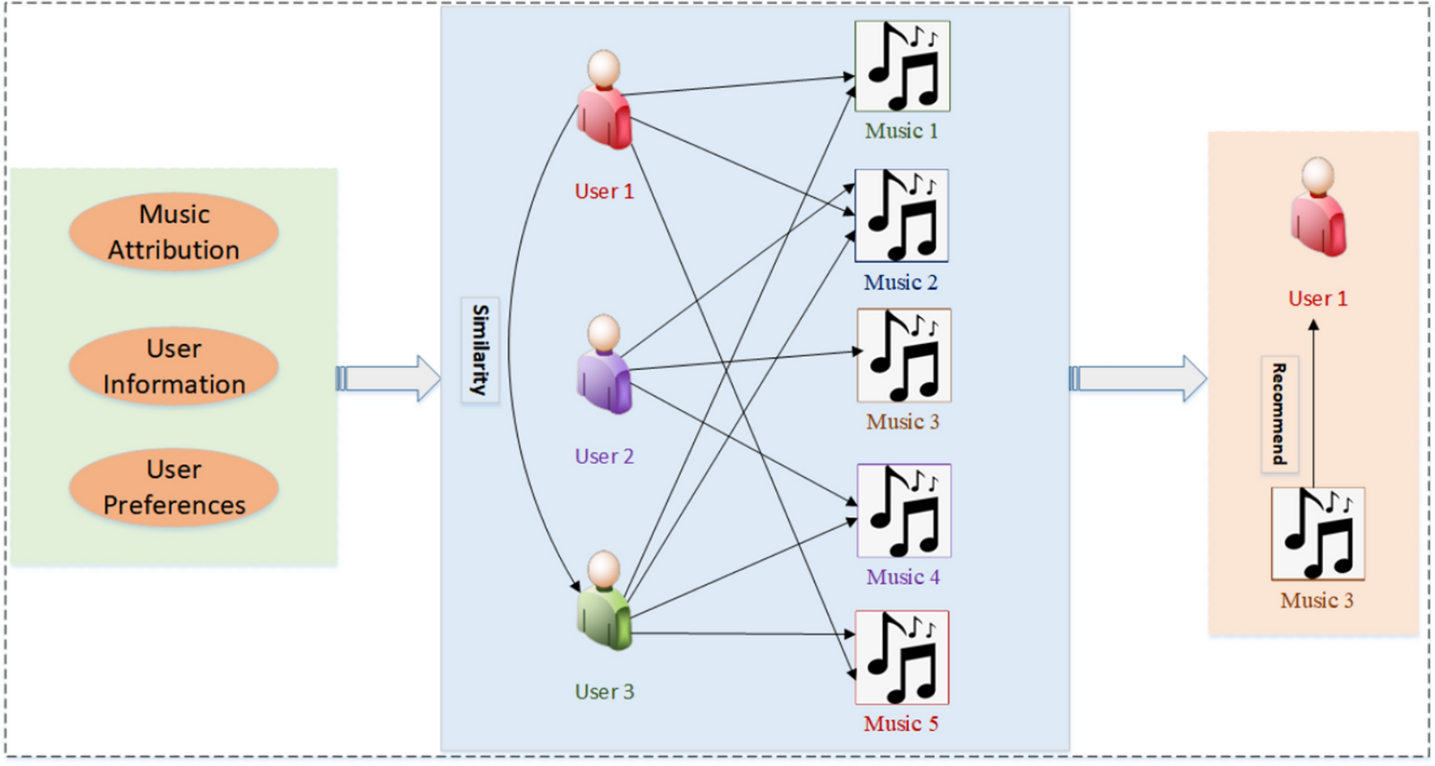 Music
Attribution
User
Information
User
Preferences
Similarity
User 1
User 2
User 3
Music 1
Music 2
Music 3
Music 4
Music 5
User 1
Recommend
Music 3